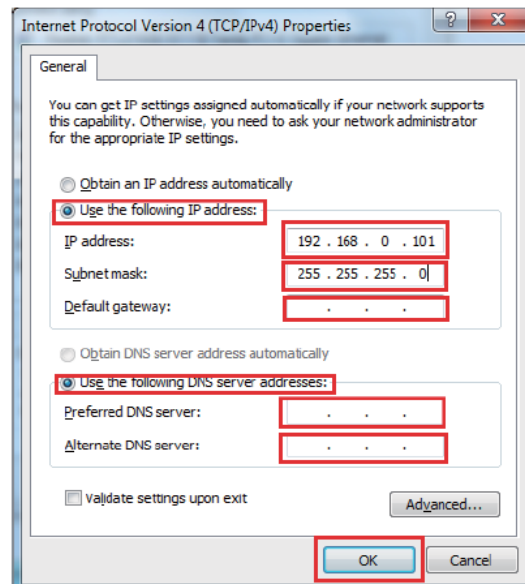 Internet Protocol Version 4 (TCP/IPv4) Properties
General
You can get IP settings assigned automatically if your network supports
this capability. Otherwise, you need to ask your network administrator
for the appropriate IP settings.
Obtain an IP address automatically
Use the following IP address:
IP address: 192 . 168 . 0 . 101
Subnet mask: 255 . 255 . 255 . 0
Default gateway: . . .
Obtain DNS server address automatically
Use the following DNS server addresses:
Preferred DNS server: . . .
Alternate DNS server: . . .
Validate settings upon exit
Advanced...
OK Cancel